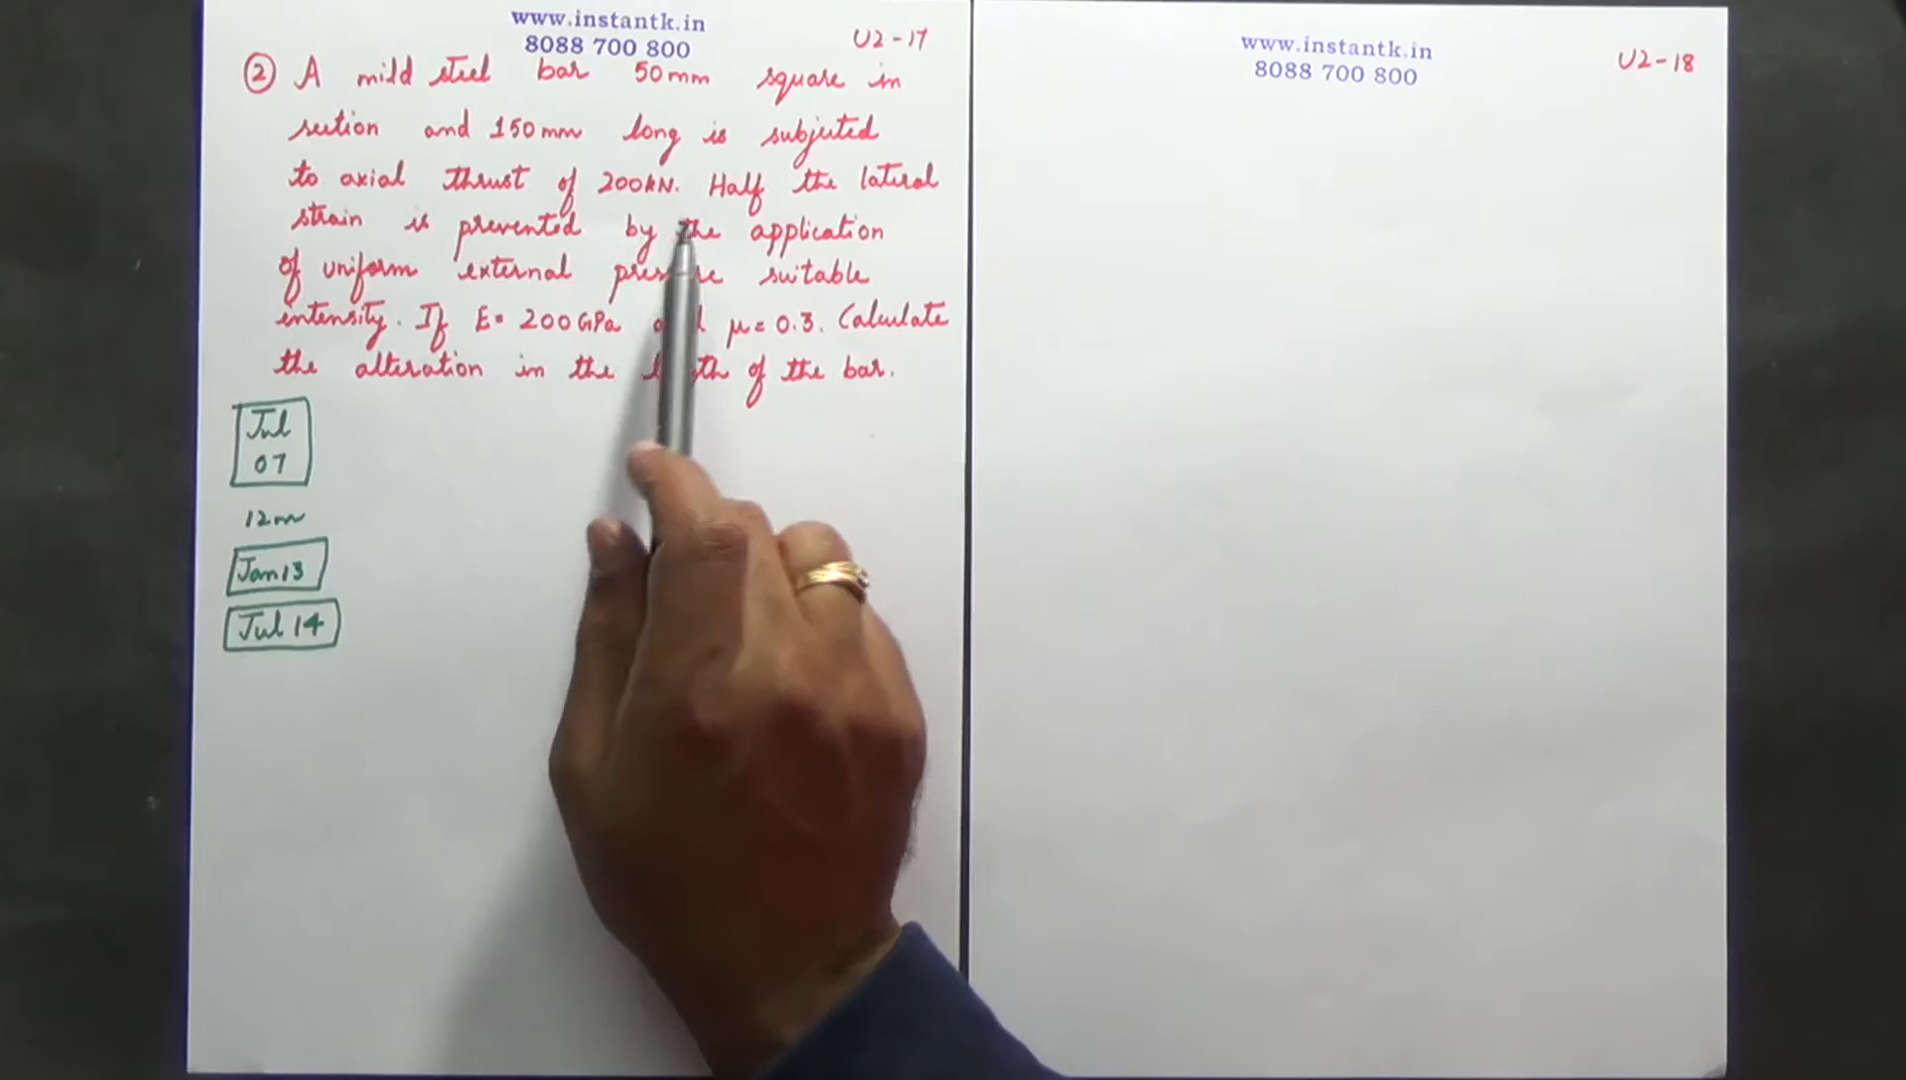 www.instantk.in
8088 700 800
U2-17
② A mild steel bar 50mm square in
section and 150mm long is subjected
to axial thrust of 200kN. Half the lateral
strain is prevented by the application
of uniform external suitable
intensity. If E = 200GPa μ = 0.3. Calculate
the alteration in the of the bar.
Jul
07
12m
Jan 13
Jul 14
www.instantk.in
8088 700 800
U2-18